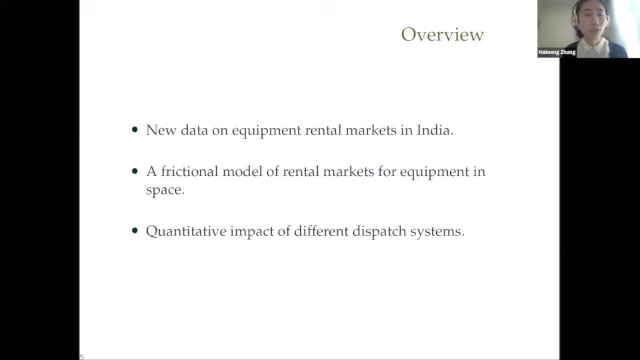 Overview
Haimeng Zhang
• New data on equipment rental markets in India.
• A frictional model of rental markets for equipment in
space.
• Quantitative impact of different dispatch systems.